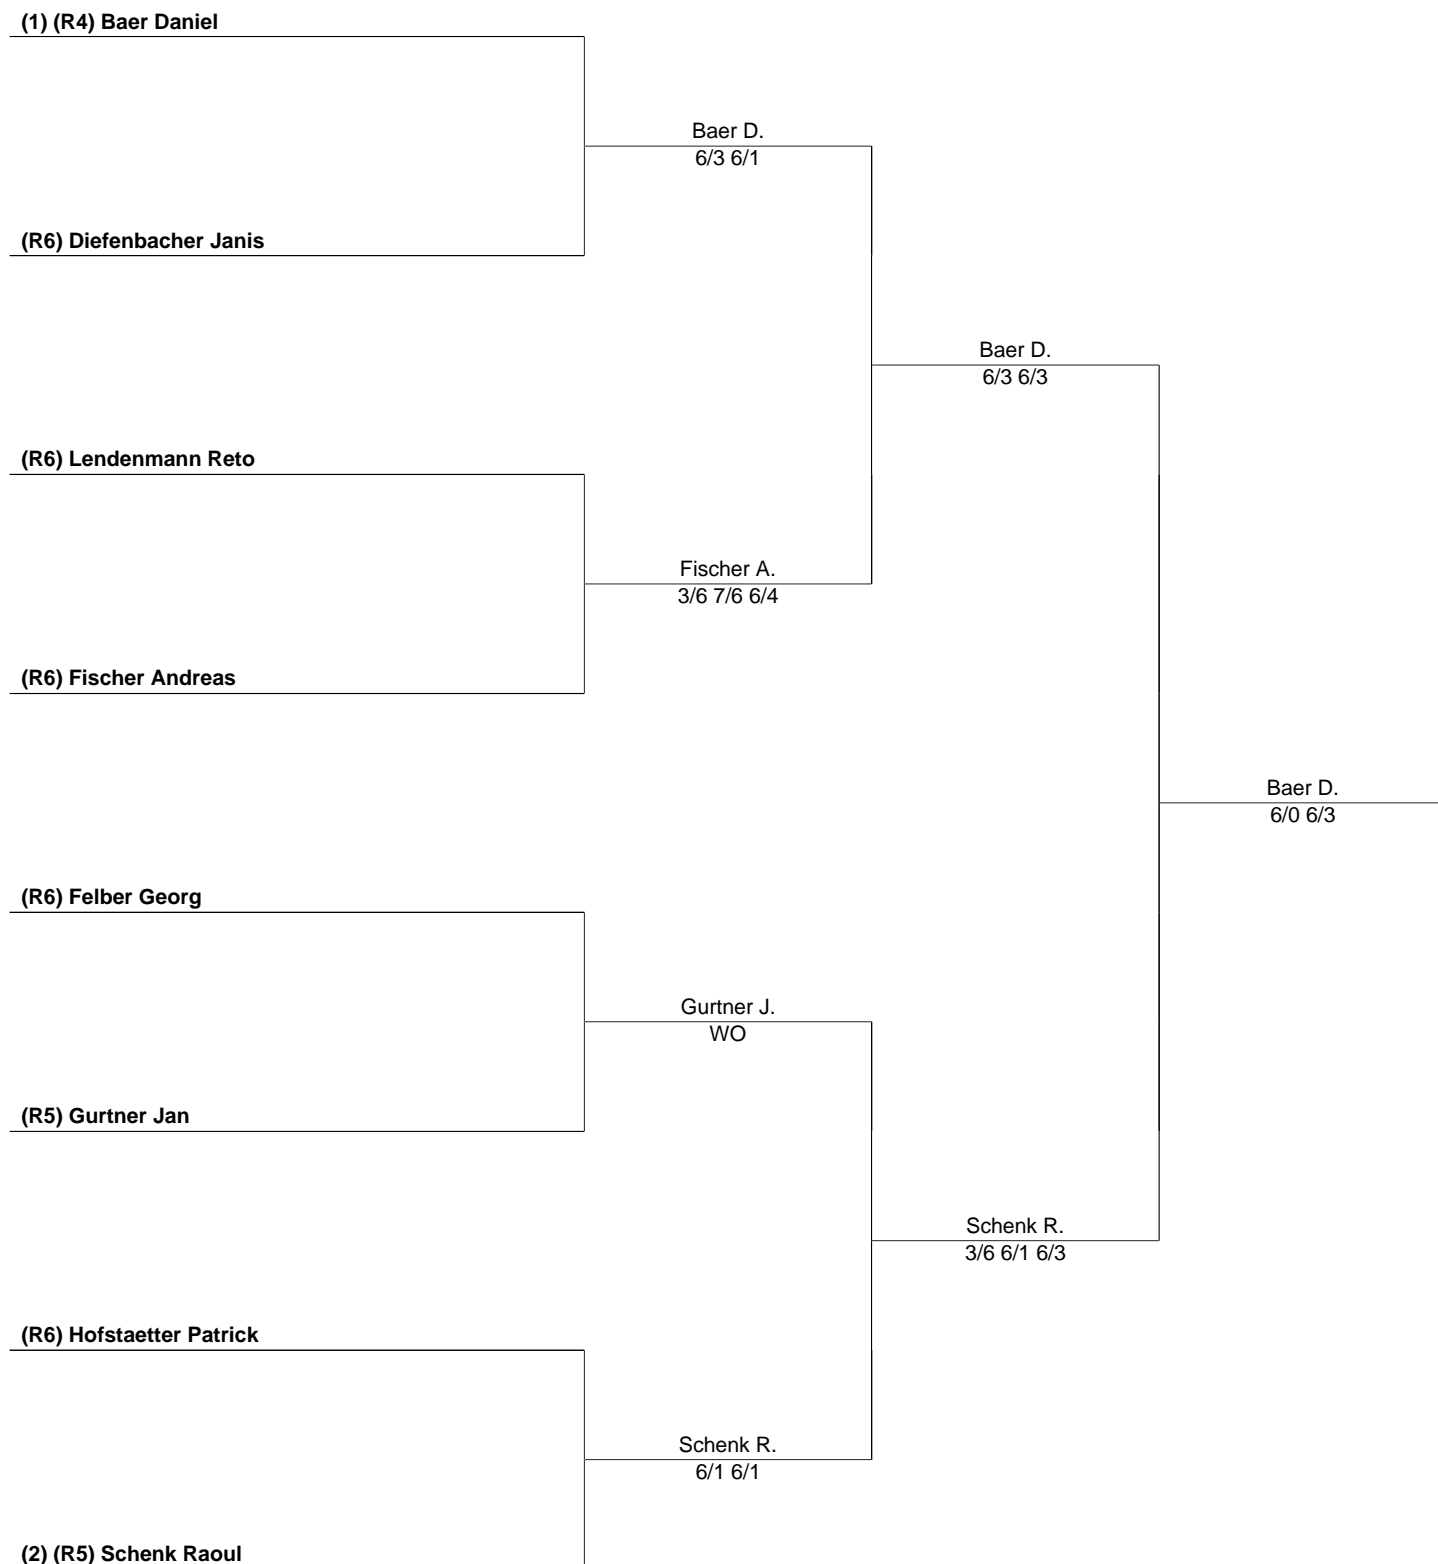 (1) (R4) Baer Daniel
Baer D.
6/3 6/1
(R6) Diefenbacher Janis
Baer D.
6/3 6/3
(R6) Lendenmann Reto
Fischer A.
3/6 7/6 6/4
(R6) Fischer Andreas
Baer D.
6/0 6/3
(R6) Felber Georg
Gurtner J.
WO
(R5) Gurtner Jan
Schenk R.
3/6 6/1 6/3
(R6) Hofstaetter Patrick
Schenk R.
6/1 6/1
(2) (R5) Schenk Raoul